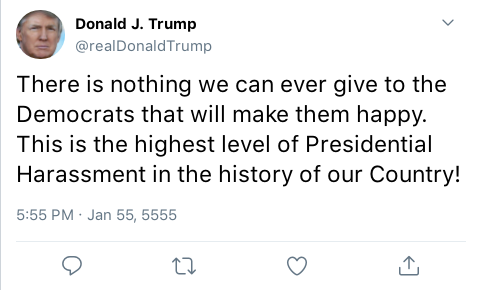 Donald J. Trump
@realDonaldTrump
There is nothing we can ever give to the
Democrats that will make them happy.
This is the highest level of Presidential
Harassment in the history of our Country!
5:55 PM · Jan 55, 5555